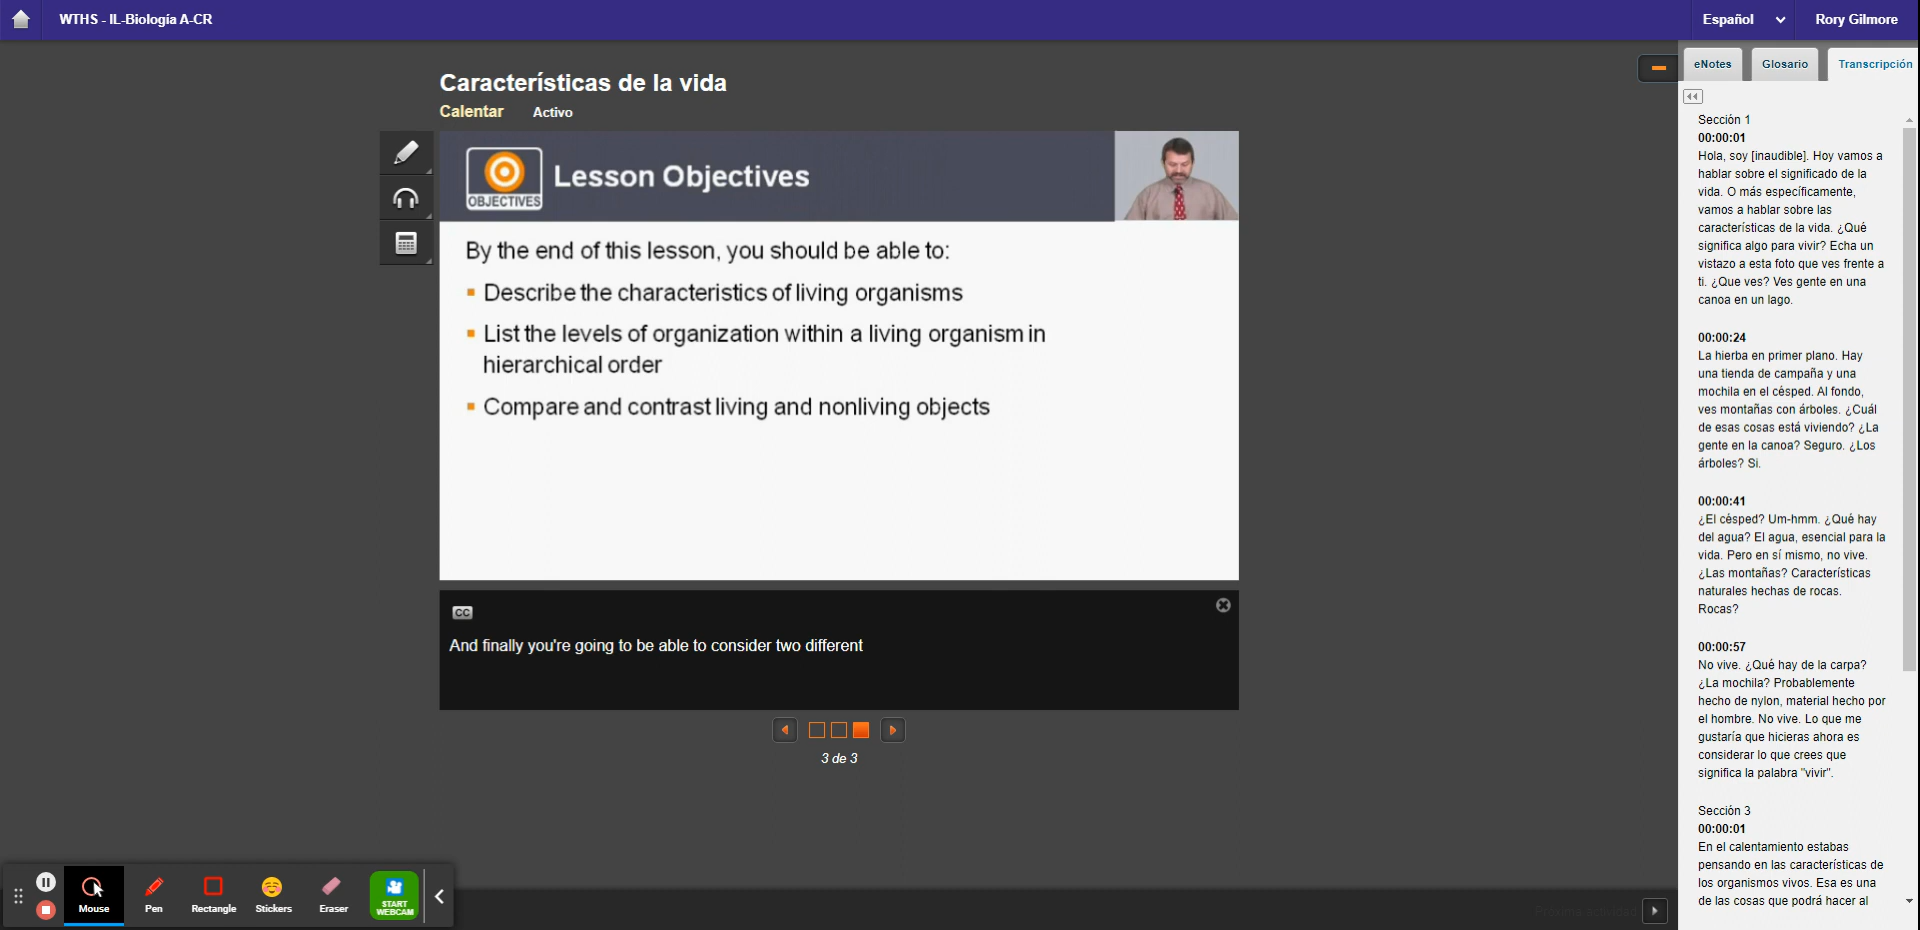 WTHS - IL-Biología A-CR
Español
Rory Gilmore
Características de la vida
Calentar
Activo
OBJECTIVES
Lesson Objectives
By the end of this lesson, you should be able to:
Describe the characteristics of living organisms
List the levels of organization within a living organism in
hierarchical order
Compare and contrast living and nonliving objects
CC
And finally you're going to be able to consider two different
3 de 3
Mouse
Pen
Rectangle
Stickers
Eraser
START
WEBCAM
eNotes
Glosario
Transcripción
Sección 1
00:00:01
Hola, soy [inaudible]. Hoy vamos a
hablar sobre el significado de la
vida. O más específicamente,
vamos a hablar sobre las
características de la vida. ¿Qué
significa algo para vivir? Echa un
vistazo a esta foto que ves frente a
ti. ¿Que ves? Ves gente en una
canoa en un lago.
00:00:24
La hierba en primer plano. Hay
una tienda de campaña y una
mochila en el césped. Al fondo,
ves montañas con árboles. ¿Cuál
de esas cosas está viviendo? ¿La
gente en la canoa? Seguro. ¿Los
árboles? Si.
00:00:41
¿El césped? Um-hmm. ¿Qué hay
del agua? El agua, esencial para la
vida. Pero en sí mismo, no vive.
¿Las montañas? Características
naturales hechas de rocas.
Rocas?
00:00:57
No vive. ¿Qué hay de la carpa?
¿La mochila? Probablemente
hecho de nylon, material hecho por
el hombre. No vive. Lo que me
gustaría que hicieras ahora es
considerar lo que crees que
significa la palabra "vivir".
Sección 3
00:00:01
En el calentamiento estabas
pensando en las características de
los organismos vivos. Esa es una
de las cosas que podrá hacer al